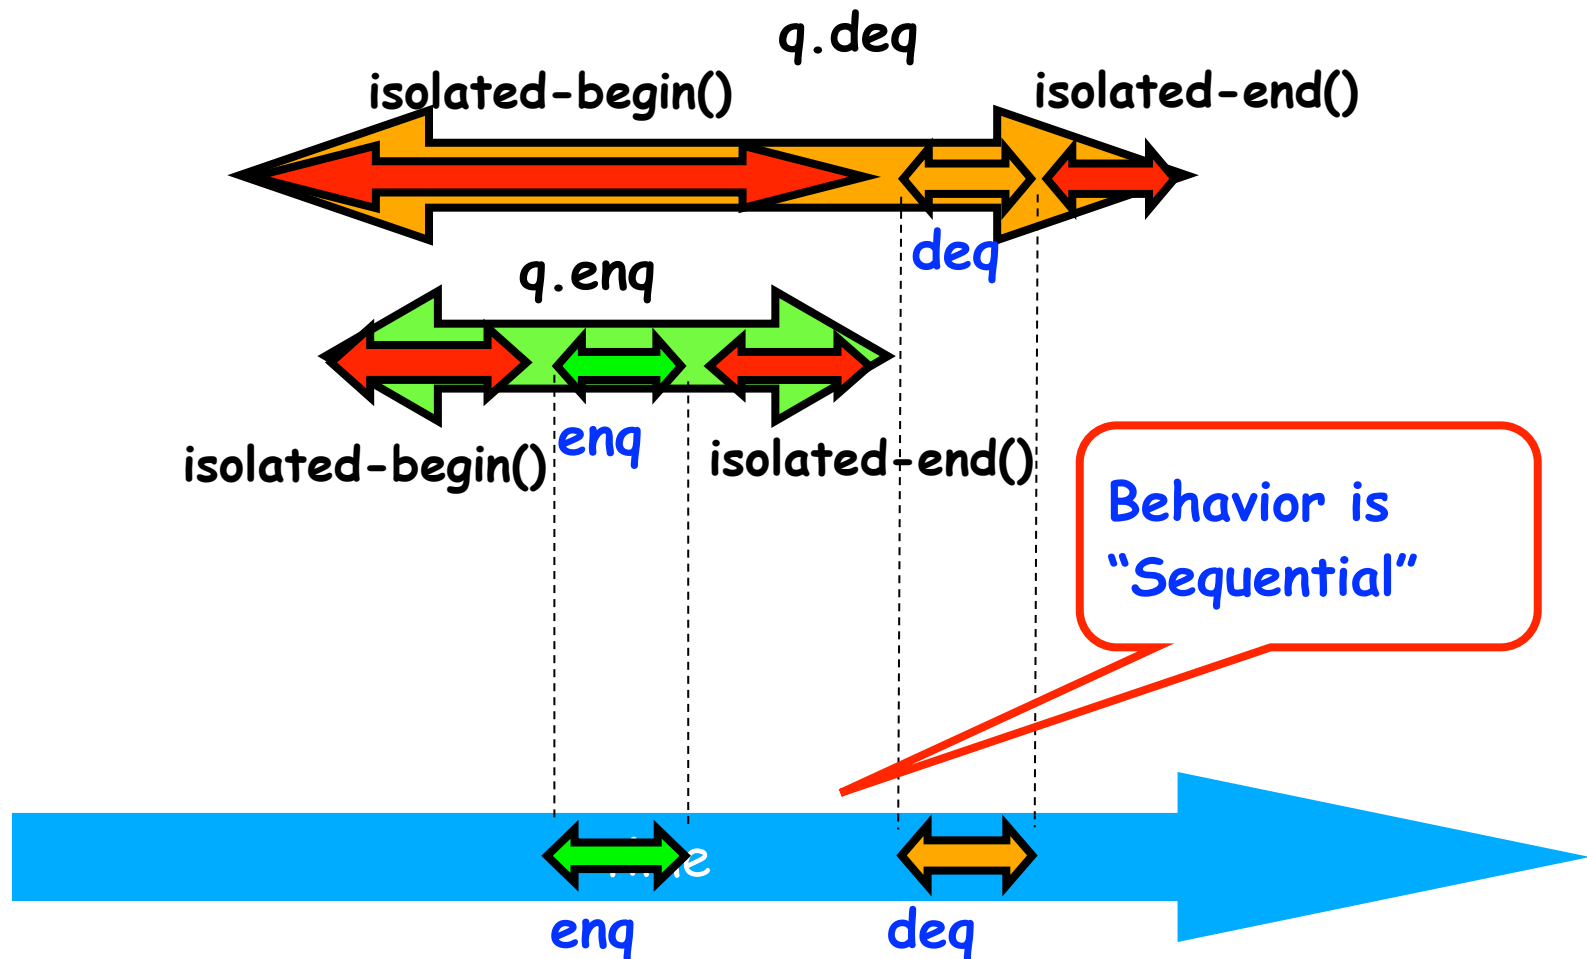 q.deq
isolated-begin()
isolated-end()
deq
q.enq
enq
isolated-begin()
isolated-end()
Behavior is
“Sequential”
enq
deq